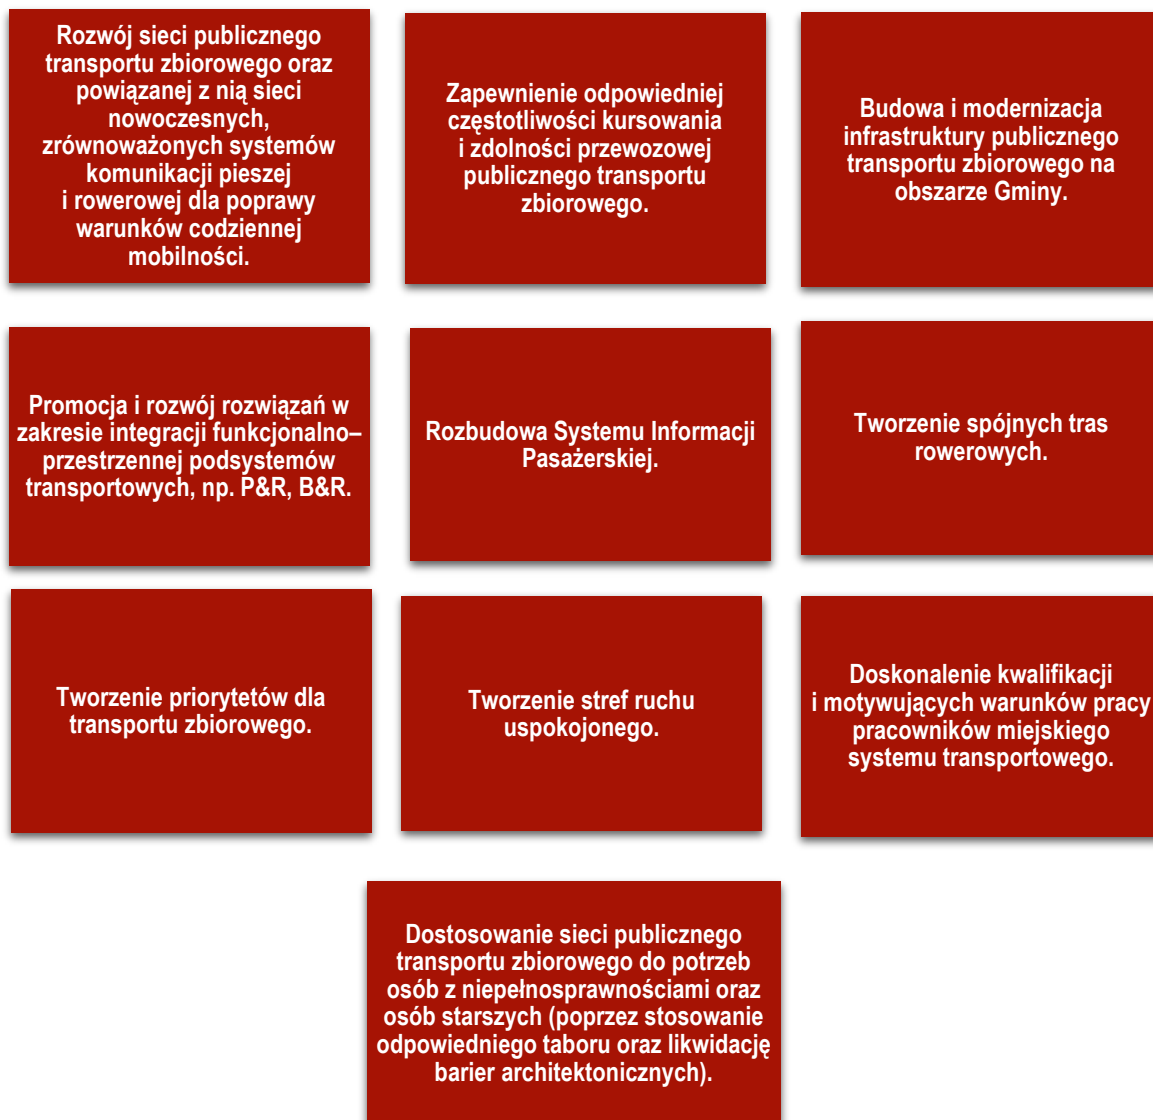 Rozwój sieci publicznego
transportu zbiorowego oraz
powiązanej z nią sieci
nowoczesnych,
zrównoważonych systemów
komunikacji pieszej
i rowerowej dla poprawy
warunków codziennej
mobilności.
Zapewnienie odpowiedniej
częstotliwości kursowania
i zdolności przewozowej
publicznego transportu
zbiorowego.
Budowa i modernizacja
infrastruktury publicznego
transportu zbiorowego na
obszarze Gminy.
Promocja i rozwój rozwiązań w
zakresie integracji funkcjonalno–
przestrzennej podsystemów
transportowych, np. P&R, B&R.
Rozbudowa Systemu Informacji
Pasażerskiej.
Tworzenie spójnych tras
rowerowych.
Tworzenie priorytetów dla
transportu zbiorowego.
Tworzenie stref ruchu
uspokojonego.
Doskonalenie kwalifikacji
i motywujących warunków pracy
pracowników miejskiego
systemu transportowego.
Dostosowanie sieci publicznego
transportu zbiorowego do potrzeb
osób z niepełnosprawnościami oraz
osób starszych (poprzez stosowanie
odpowiedniego taboru oraz likwidację
barier architektonicznych).